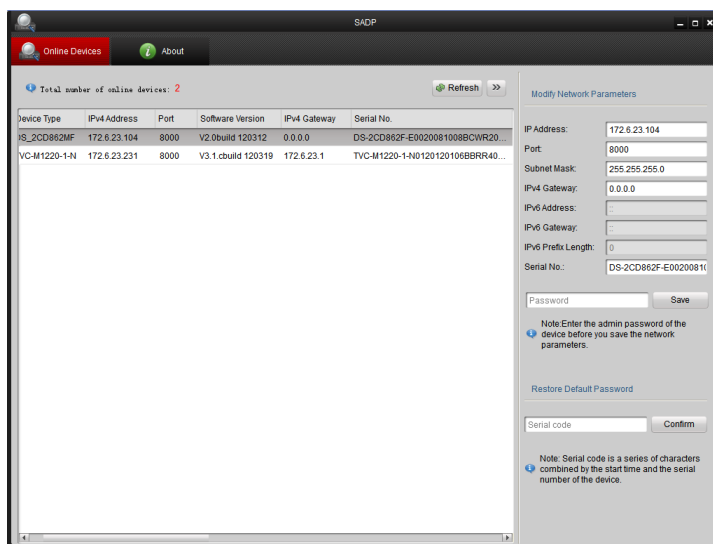 SADP
Online Devices
About
Total number of online devices: 2
Refresh
Device Type IPv4 Address Port Software Version IPv4 Gateway Serial No.
DS_2CD862MF 172.6.23.104 8000 V2.0build 120312 0.0.0.0 DS-2CD862F-E0020081008BCWR20...
TVC-M1220-1-N 172.6.23.231 8000 V3.1.cbuild 120319 172.6.23.1 TVC-M1220-1-N0120120106BBRR40...
Modify Network Parameters
IP Address: 172.6.23.104
Port: 8000
Subnet Mask: 255.255.255.0
IPv4 Gateway: 0.0.0.0
IPv6 Address: ::
IPv6 Gateway: ::
IPv6 Prefix Length: 0
Serial No.: DS-2CD862F-E0020081(
Password Save
Note:Enter the admin password of the
device before you save the network
parameters.
Restore Default Password
Serial code Confirm
Note: Serial code is a series of characters
combined by the start time and the serial
number of the device.